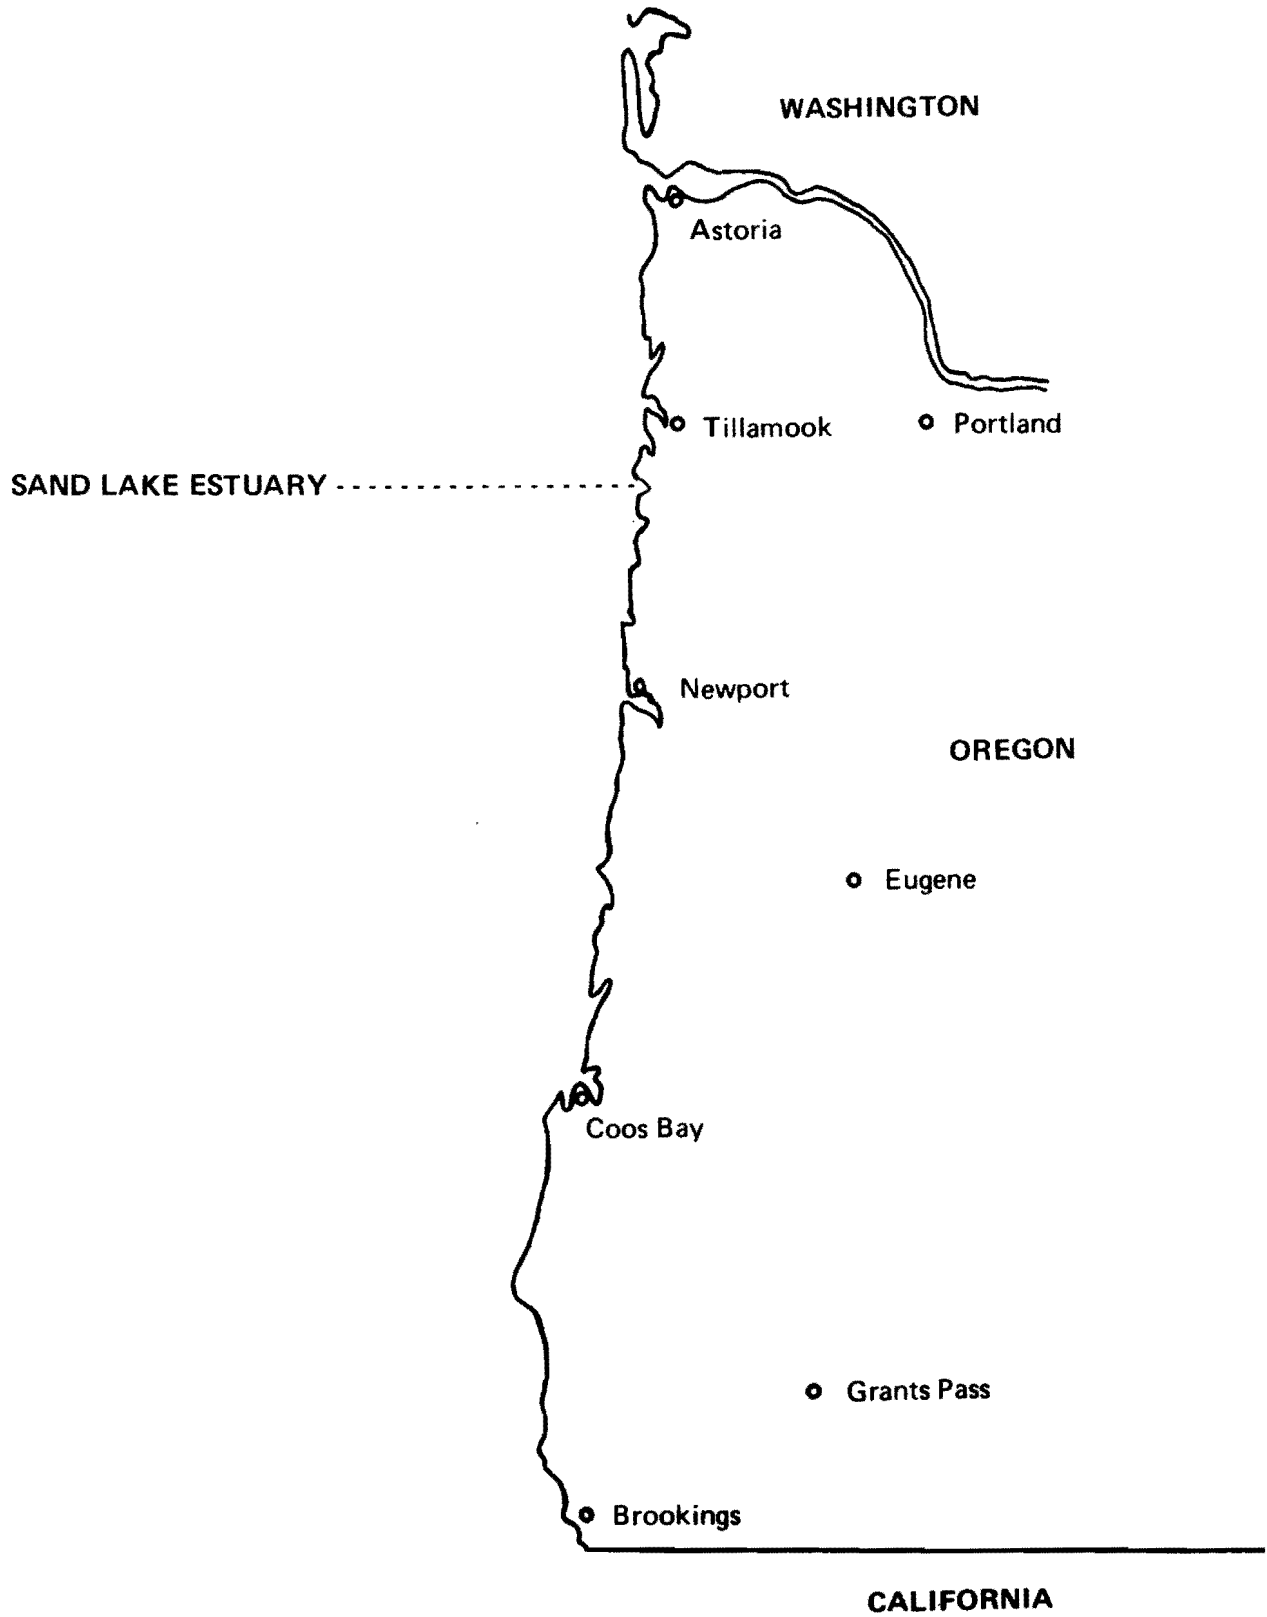 WASHINGTON
Astoria
Tillamook
Portland
SAND LAKE ESTUARY
Newport
OREGON
Eugene
Coos Bay
Grants Pass
Brookings
CALIFORNIA